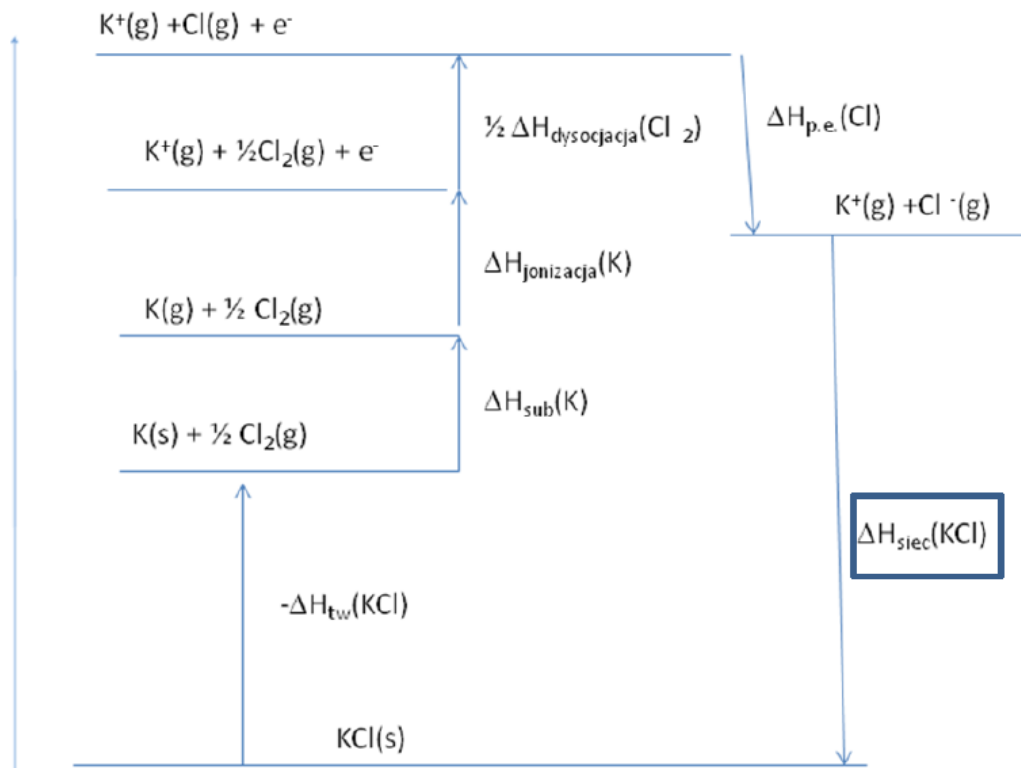 K⁺(g) +Cl(g) + e⁻
½ ΔH_dysocjacja(Cl ₂)
ΔH_p.e.(Cl)
K⁺(g) + ½Cl₂(g) + e⁻
K⁺(g) +Cl ⁻(g)
ΔH_jonizacja(K)
K(g) + ½ Cl₂(g)
ΔH_sub(K)
K(s) + ½ Cl₂(g)
ΔH_siec(KCl)
-ΔH_tw(KCl)
KCl(s)